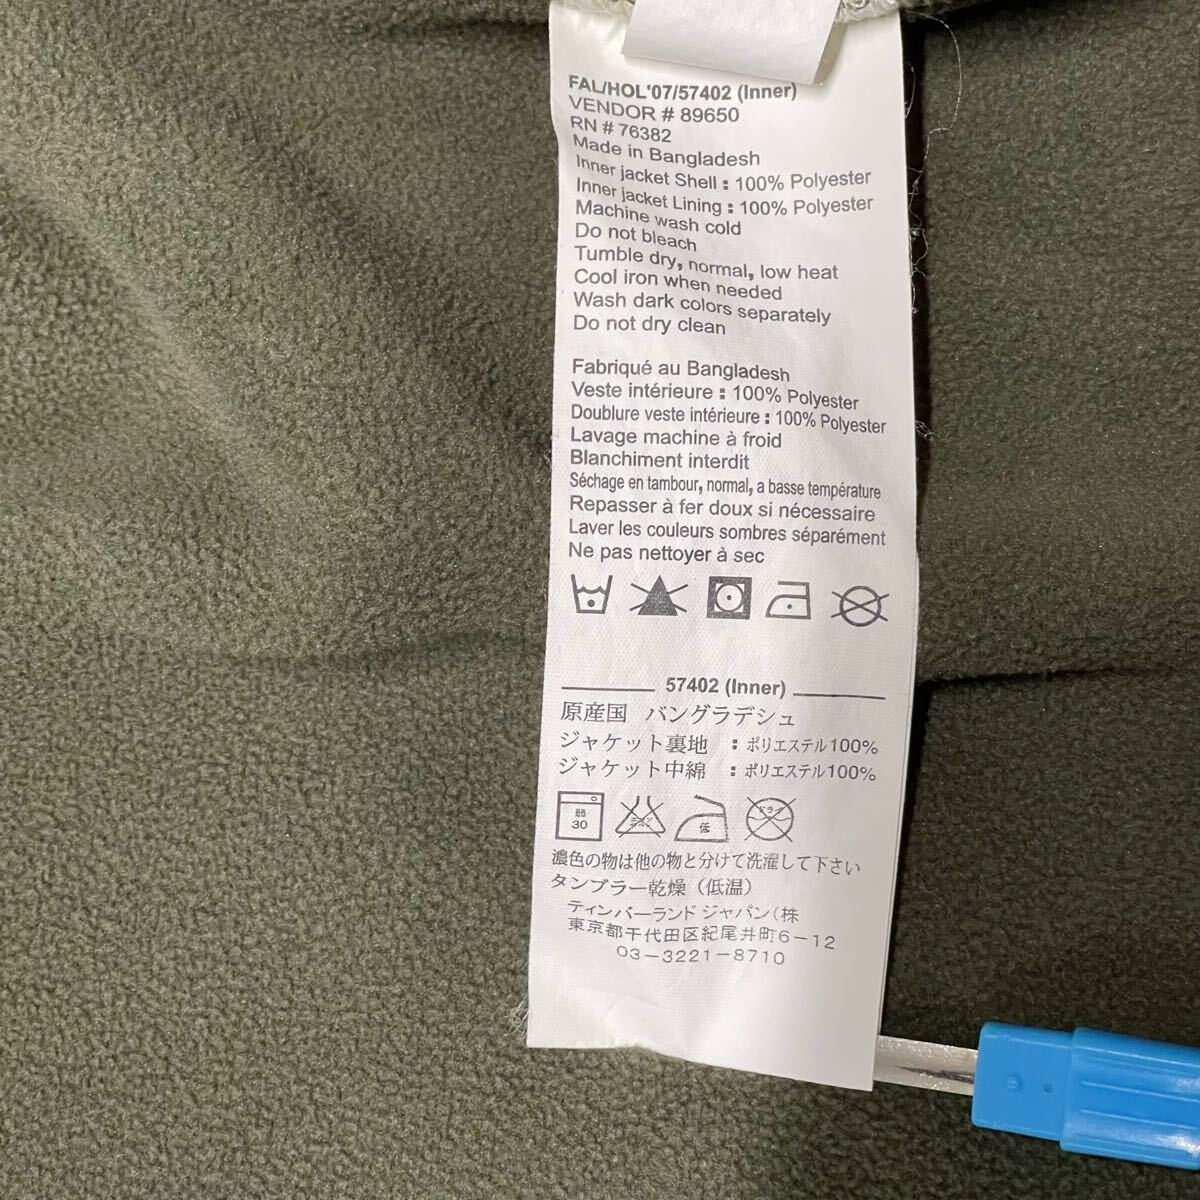 FAL/HOL'07/57402 (Inner)
VENDOR # 89650
RN # 76382
Made in Bangladesh
Inner jacket Shell : 100% Polyester
Inner jacket Lining : 100% Polyester
Machine wash cold
Do not bleach
Tumble dry, normal, low heat
Cool iron when needed
Wash dark colors separately
Do not dry clean
Fabriqué au Bangladesh
Veste intérieure : 100% Polyester
Doublure veste intérieure : 100% Polyester
Lavage machine à froid
Blanchiment interdit
Séchage en tambour, normal, a basse température
Repasser à fer doux si nécessaire
Laver les couleurs sombres séparément
Ne pas nettoyer à sec
57402 (Inner)
原産国 バングラデシュ
ジャケット裏地 : ポリエステル100%
ジャケット中綿 : ポリエステル100%
弱 30 低 ドライ
濃色の物は他の物と分けて洗濯して下さい
タンブラー乾燥（低温）
ティンバーランド ジャパン(株
東京都千代田区紀尾井町6-12
03-3221-8710